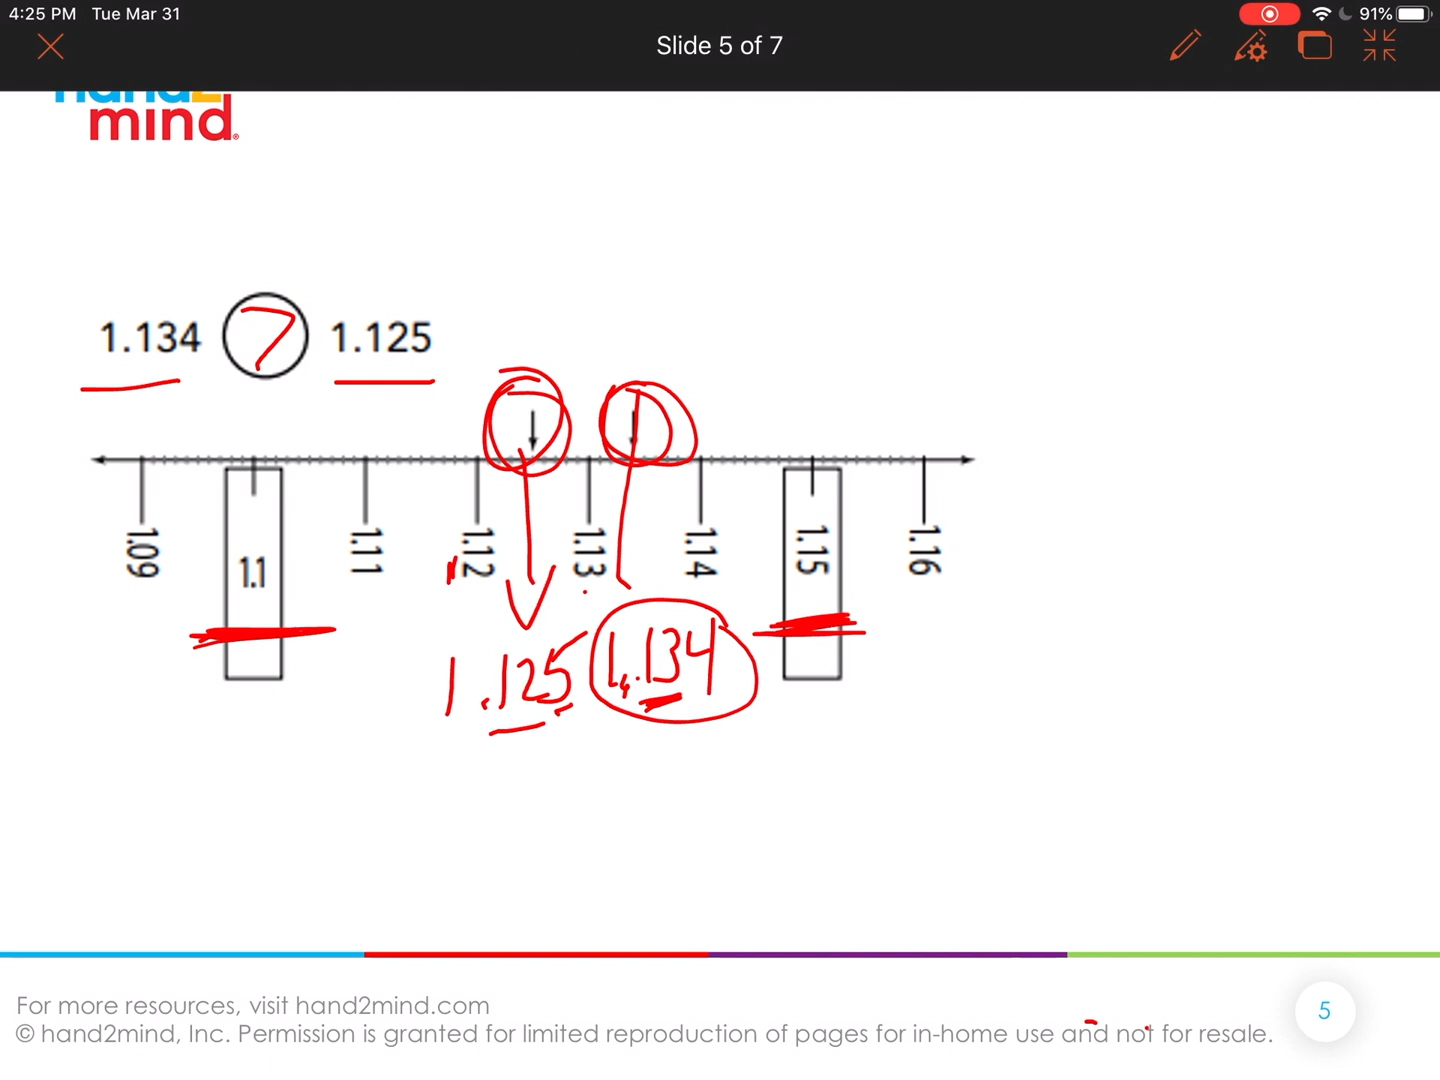 4:25 PM Tue Mar 31 91%
Slide 5 of 7
mind®
1.134 > 1.125
1.09 1.1 1.11 1.12 1.13 1.14 1.15 1.16
1.125 1.134
For more resources, visit hand2mind.com
© hand2mind, Inc. Permission is granted for limited reproduction of pages for in-home use and not for resale.
5